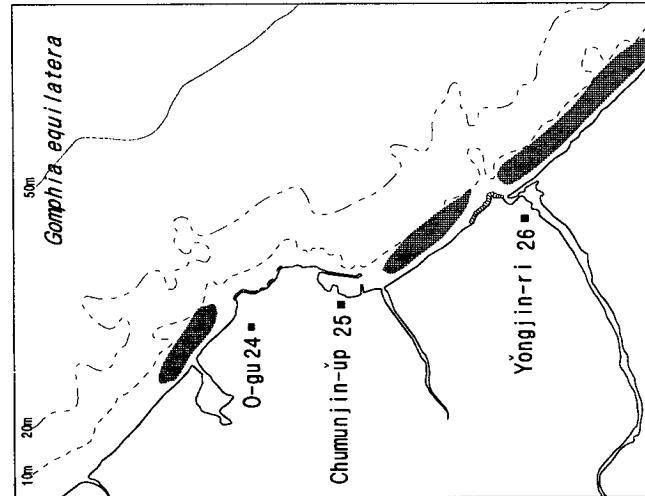 Gomphia equilatera
50m
20m
10m
O-gu 24
Chumunjin-ŭp 25
Yŏngjin-ri 26